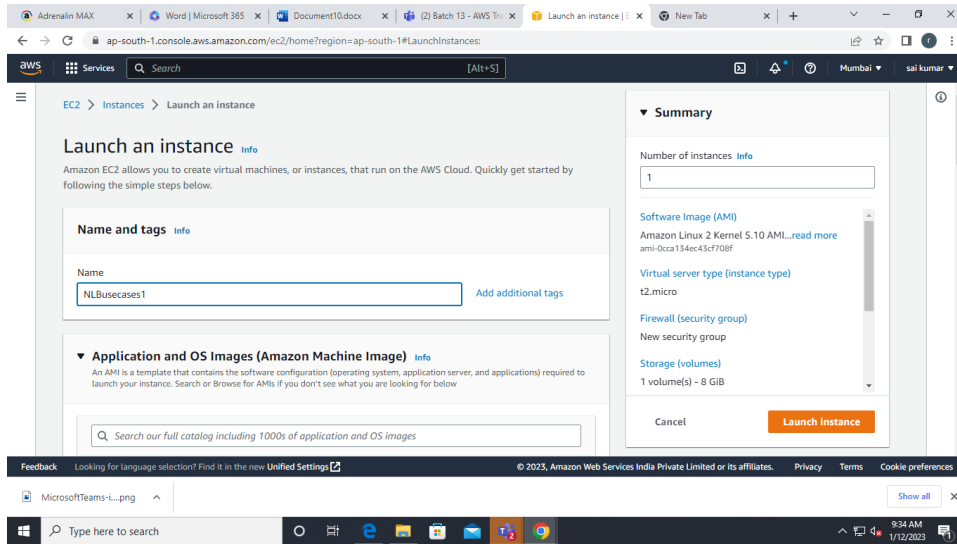 Adrenalin MAX
Word | Microsoft 365
Document10.docx
(2) Batch 13 - AWS Tra
Launch an instance | E
New Tab
ap-south-1.console.aws.amazon.com/ec2/home?region=ap-south-1#LaunchInstances:
aws
Services
Search
[Alt+S]
Mumbai
sai kumar
EC2 > Instances > Launch an instance
Launch an instance Info
Amazon EC2 allows you to create virtual machines, or instances, that run on the AWS Cloud. Quickly get started by
following the simple steps below.
Name and tags Info
Name
NLBusecases1
Add additional tags
Application and OS Images (Amazon Machine Image) Info
An AMI is a template that contains the software configuration (operating system, application server, and applications) required to
launch your instance. Search or Browse for AMIs if you don't see what you are looking for below
Search our full catalog including 1000s of application and OS images
Summary
Number of instances Info
1
Software Image (AMI)
Amazon Linux 2 Kernel 5.10 AMI...read more
ami-0cca134ec43cf708f
Virtual server type (instance type)
t2.micro
Firewall (security group)
New security group
Storage (volumes)
1 volume(s) - 8 GiB
Cancel
Launch instance
Feedback
Looking for language selection? Find it in the new Unified Settings
© 2023, Amazon Web Services India Private Limited or its affiliates.
Privacy
Terms
Cookie preferences
MicrosoftTeams-i....png
Show all
Type here to search
9:34 AM
1/12/2023